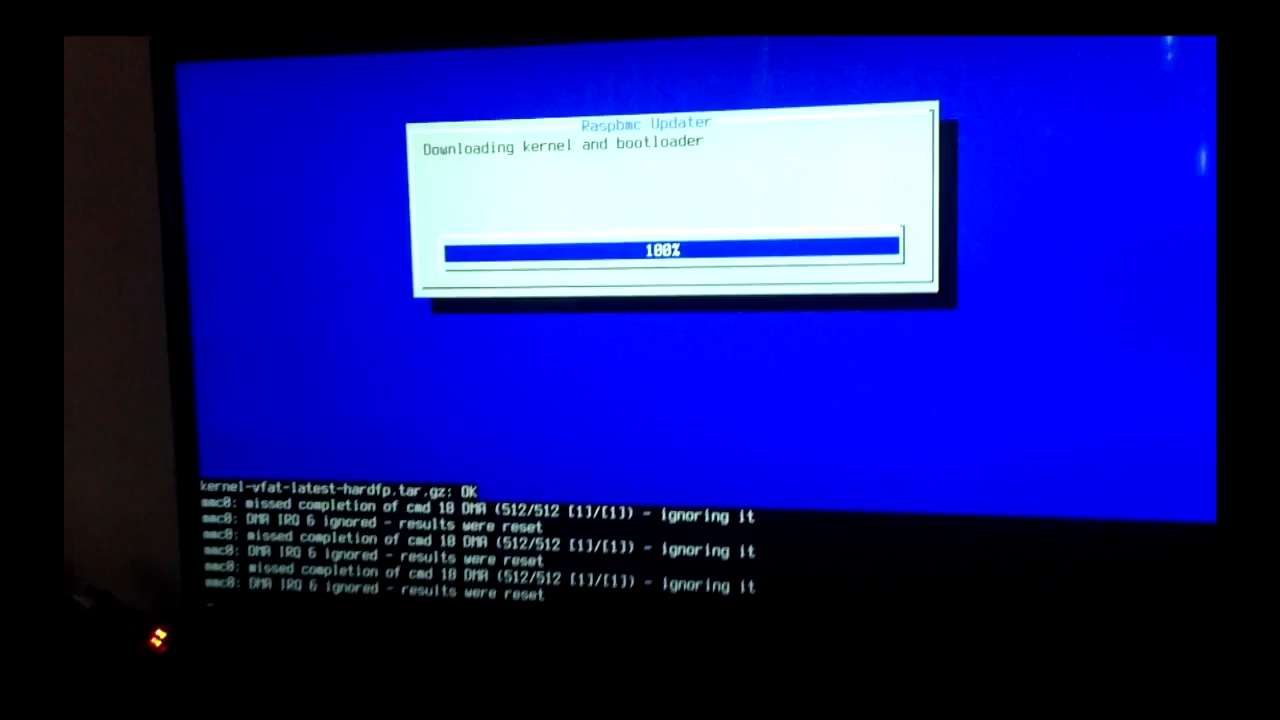 Raspbmc Updater
Downloading kernel and bootloader
100%
kernel-vfat-latest-hardfp.tar.gz: OK
mmc0: missed completion of cmd 18 DMA (512/512 [1]/[1]) - ignoring it
mmc0: DMA IRQ 6 ignored - results were reset
mmc0: missed completion of cmd 18 DMA (512/512 [1]/[1]) - ignoring it
mmc0: DMA IRQ 6 ignored - results were reset
mmc0: missed completion of cmd 18 DMA (512/512 [1]/[1]) - ignoring it
mmc0: DMA IRQ 6 ignored - results were reset